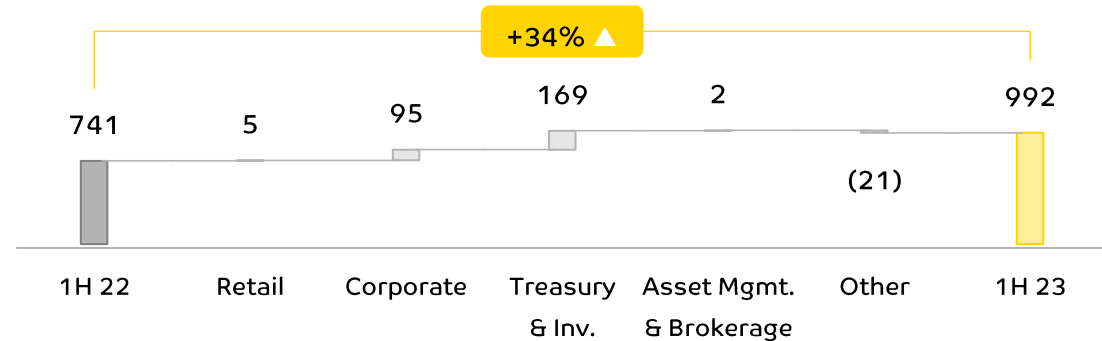 +34%
741
5
95
169
2
(21)
992
1H 22
Retail
Corporate
Treasury
& Inv.
Asset Mgmt.
& Brokerage
Other
1H 23